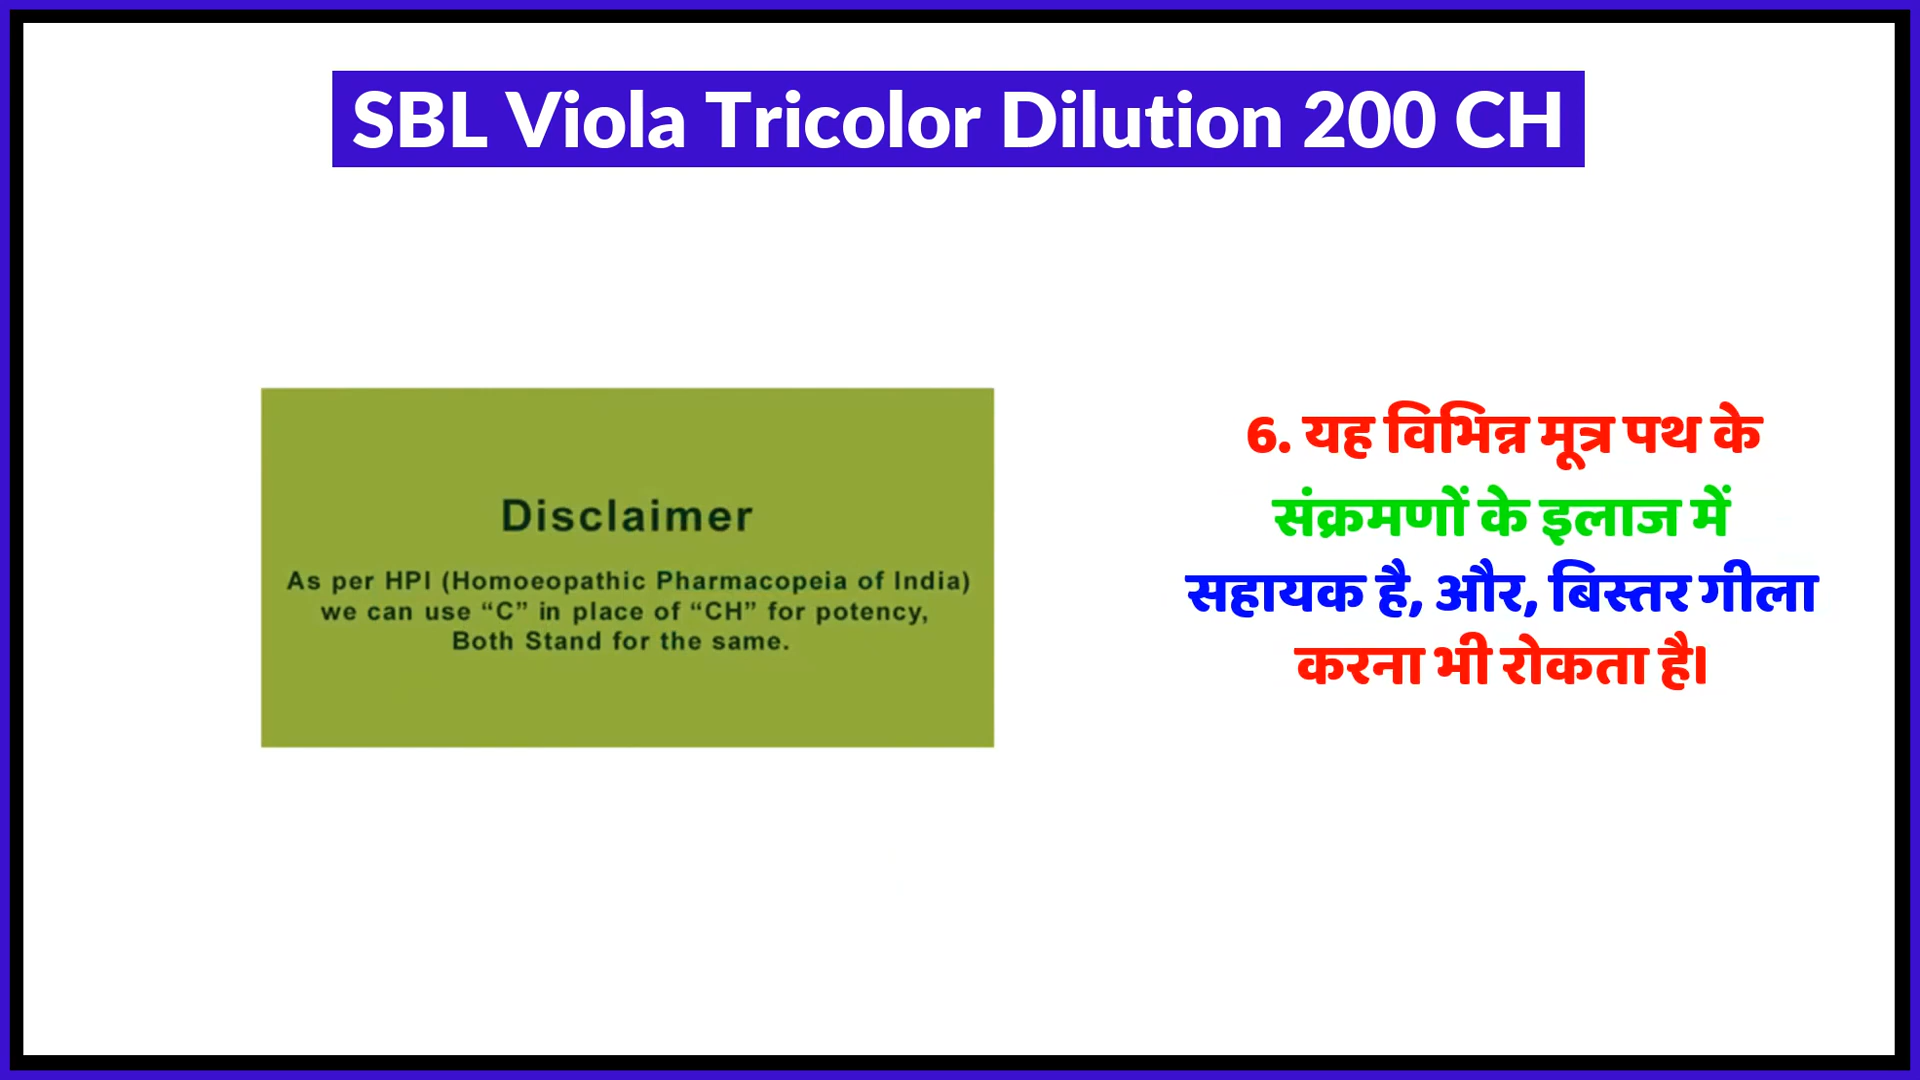 SBL Viola Tricolor Dilution 200 CH
Disclaimer
As per HPI (Homoeopathic Pharmacopeia of India)
we can use “C” in place of “CH” for potency,
Both Stand for the same.
6. यह विभिन्न मूत्र पथ के
संक्रमणों के इलाज में
सहायक है, और, बिस्तर गीला
करना भी रोकता है।